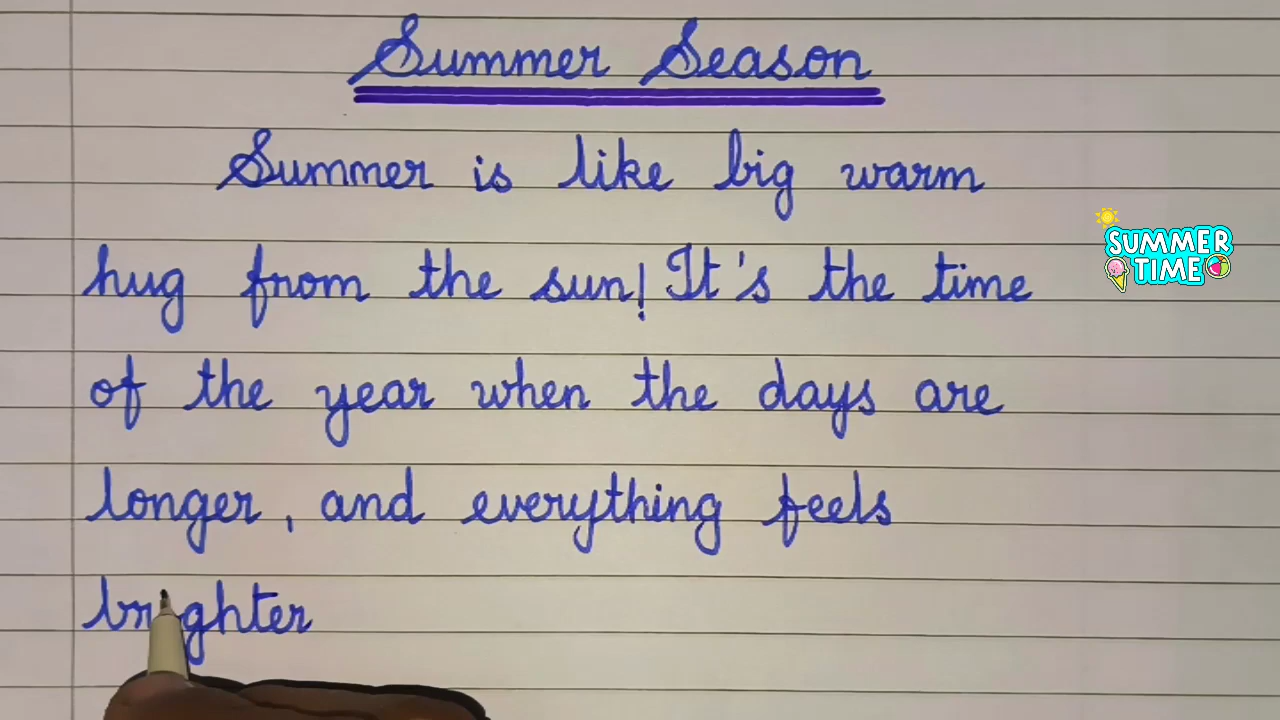 Summer Season
Summer is like big warm
hug from the sun! It's the time
SUMMER
TIME
of the year when the days are
longer, and everything feels
brighter